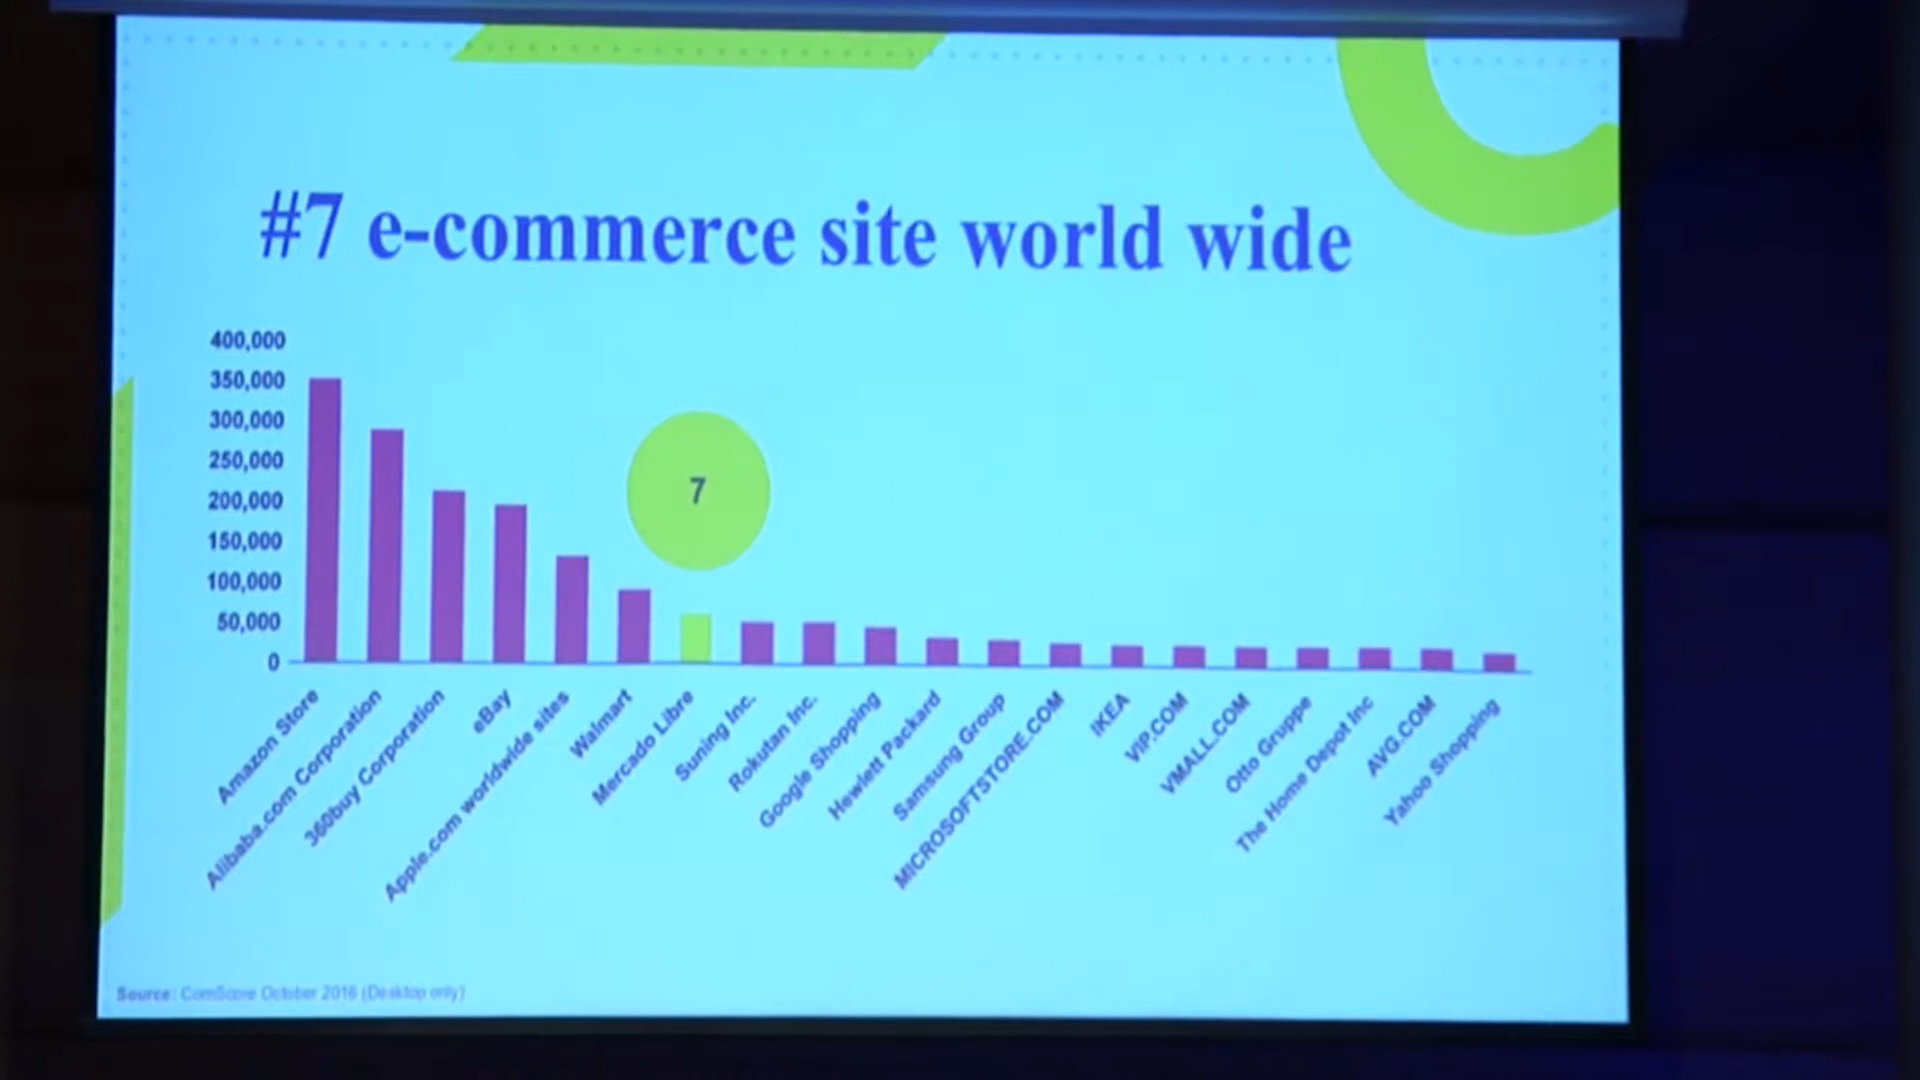 #7 e-commerce site world wide
400,000
350,000
300,000
250,000
200,000
150,000
100,000
50,000
0
7
Amazon Store
Alibaba.com Corporation
360buy Corporation
eBay
Apple.com worldwide sites
Walmart
Mercado Libre
Suning Inc.
Rokutan Inc.
Google Shopping
Hewlett Packard
Samsung Group
MICROSOFTSTORE.COM
IKEA
VIP.COM
VMALL.COM
Otto Gruppe
The Home Depot Inc
AVG.COM
Yahoo Shopping
Source: ComScore October 2016 (Desktop only)